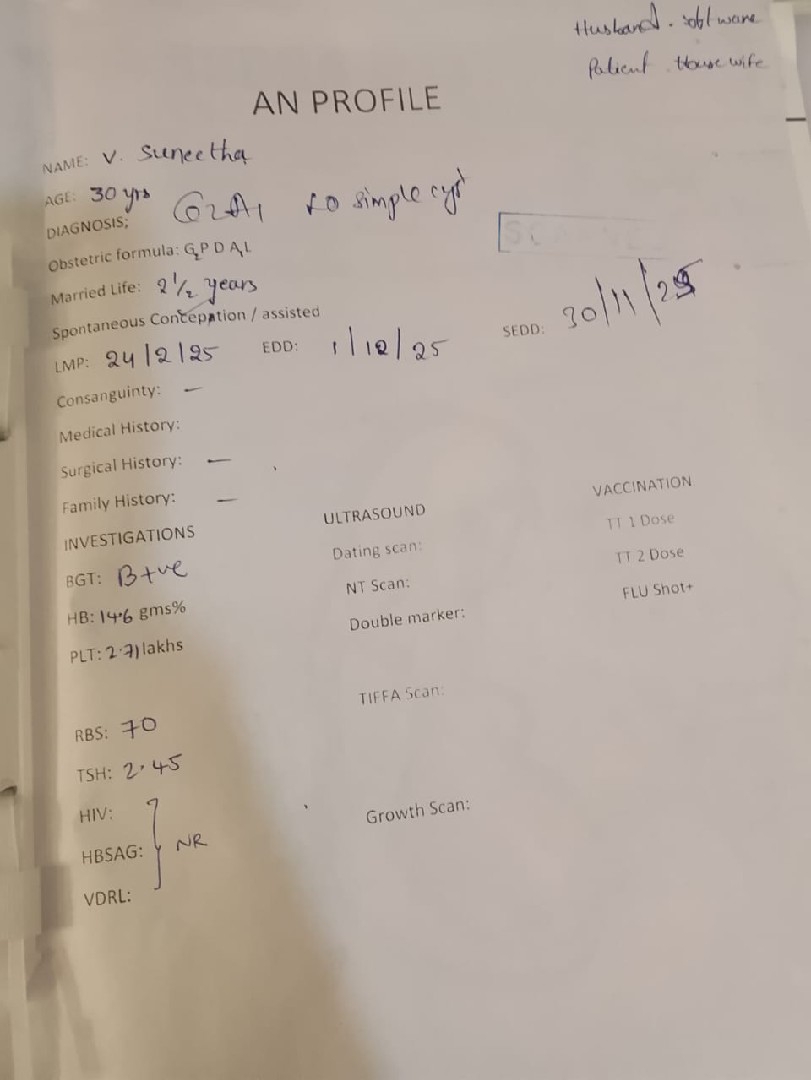 Husband. software
Patient House wife
AN PROFILE
NAME: V. Suneetha
AGE: 30 yrs
DIAGNOSIS; G2A1 LO simple cyst
Obstetric formula: G2P D A1L
Married Life: 2 1/2 years
Spontaneous Conception / assisted
LMP: 24/2/25 EDD: 1/12/25 SEDD: 30/11/25
Consanguinty: —
Medical History:
Surgical History: —
Family History: —
INVESTIGATIONS ULTRASOUND VACCINATION
BGT: B+ve Dating scan: TT 1 Dose
HB: 14.6 gms% NT Scan: TT 2 Dose
PLT: 2.71 lakhs Double marker: FLU Shot+
TIFFA Scan:
RBS: 70
TSH: 2.45
HIV:
HBSAG: } NR
VDRL:
Growth Scan: